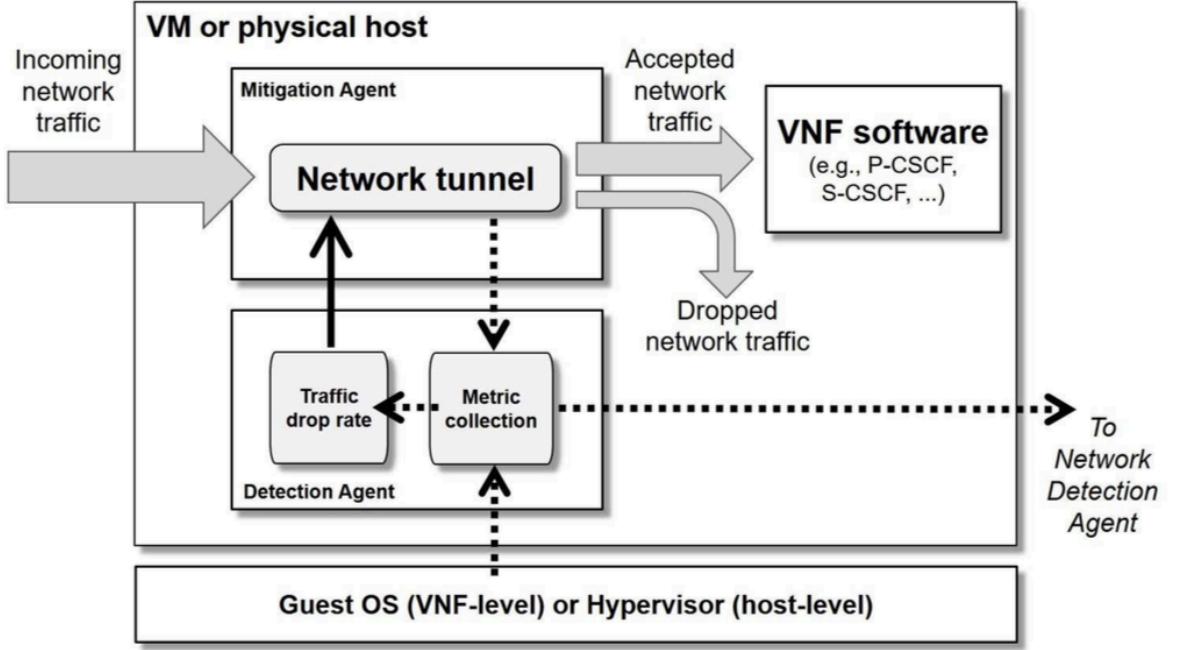 VM or physical host
Incoming
network
traffic
Mitigation Agent
Network tunnel
Accepted
network
traffic
VNF software
(e.g., P-CSCF,
S-CSCF, ...)
Dropped
network traffic
Traffic
drop rate
Metric
collection
Detection Agent
To
Network
Detection
Agent
Guest OS (VNF-level) or Hypervisor (host-level)